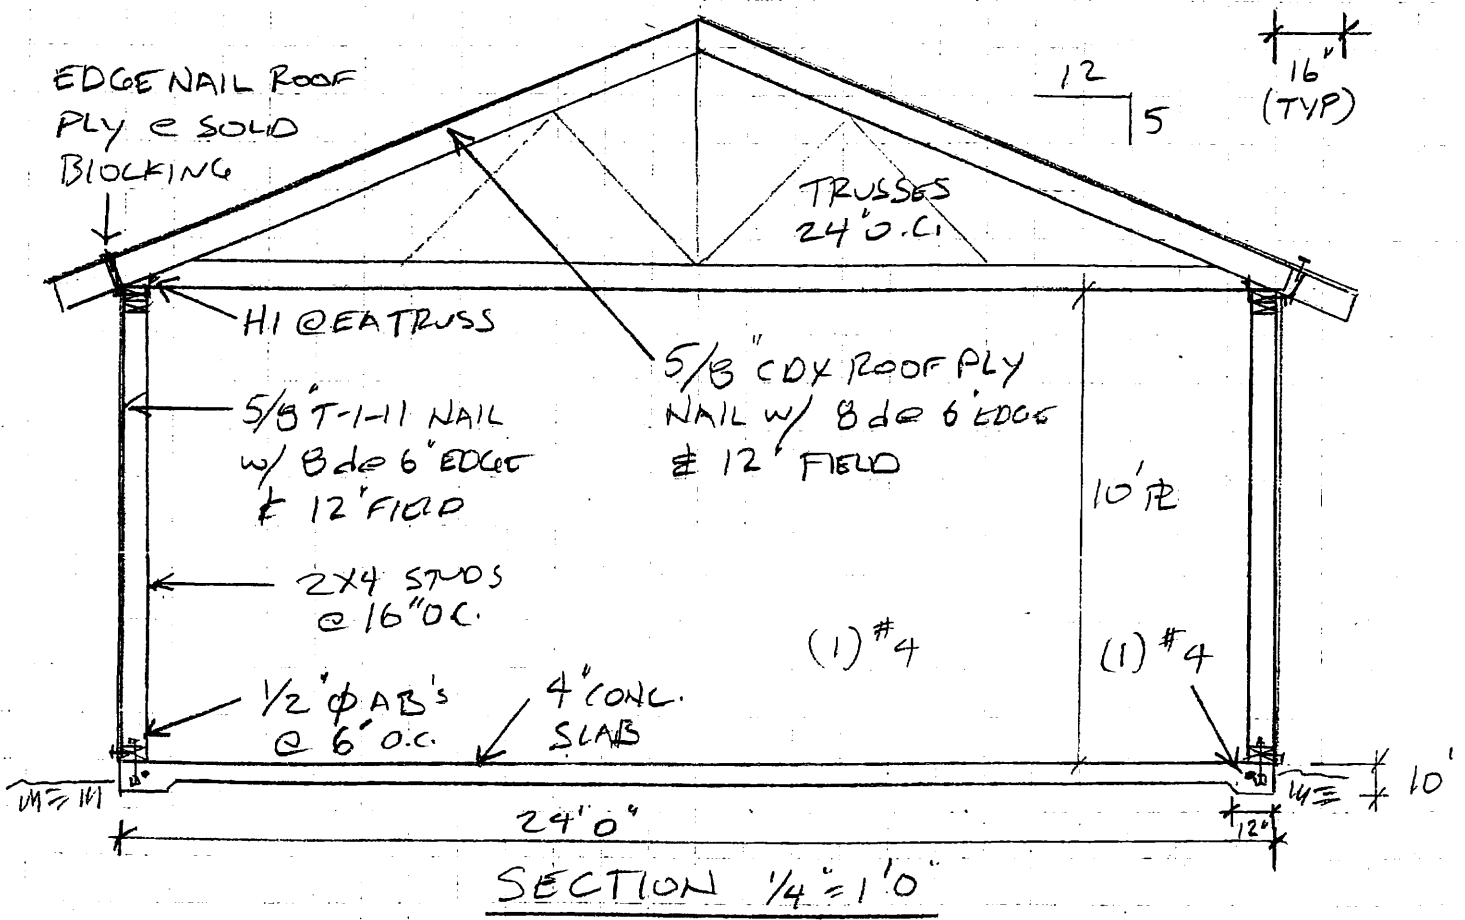 EDGE NAIL ROOF
PLY @ SOLID
BLOCKING
12
5
16"
(TYP)
TRUSSES
24" O.C.
H1 @ EA TRUSS
5/8" CDX ROOF PLY
NAIL w/ 8d @ 6" EDGE
& 12" FIELD
5/8" T-1-11 NAIL
w/ 8d @ 6" EDGE
& 12" FIELD
10' PL
2X4 STUDS
@ 16" O.C.
(1) #4
(1) #4
1/2" Φ AB's
@ 6' O.C.
4" CONC.
SLAB
10'
12"
24'0"
SECTION 1/4" = 1'0"